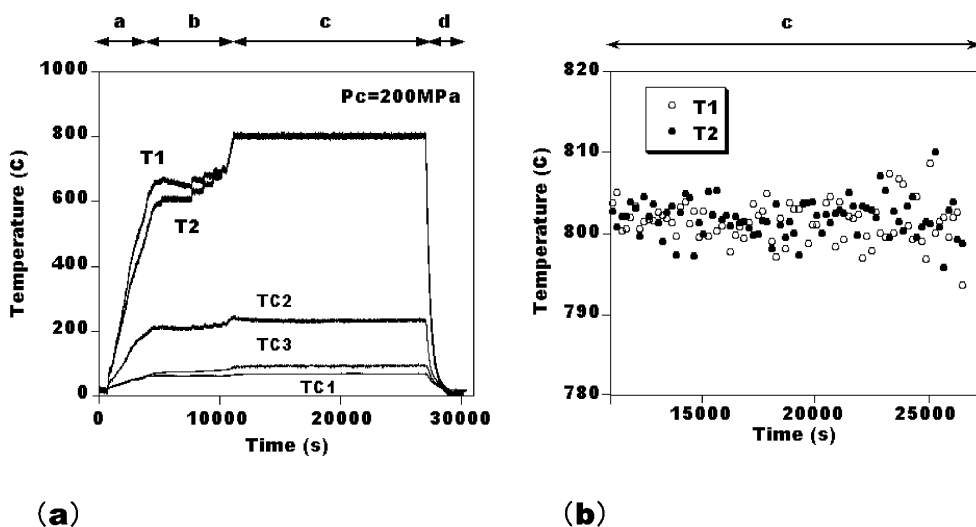 a b c d
Temperature (C)
1000
800
600
400
200
0
Pc=200MPa
T1
T2
TC2
TC3
TC1
0 10000 20000 30000
Time (s)
(a)
c
Temperature (C)
820
810
800
790
780
T1
T2
15000 20000 25000
Time (s)
(b)